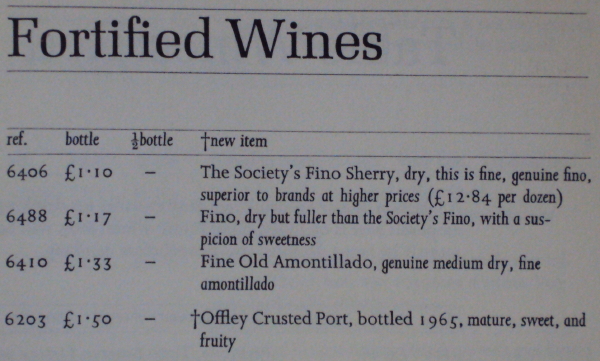 Fortified Wines
ref. bottle ½bottle †new item
6406 £1·10 – The Society's Fino Sherry, dry, this is fine, genuine fino,
superior to brands at higher prices (£12·84 per dozen)
6488 £1·17 – Fino, dry but fuller than the Society's Fino, with a sus-
picion of sweetness
6410 £1·33 – Fine Old Amontillado, genuine medium dry, fine
amontillado
6203 £1·50 – †Offley Crusted Port, bottled 1965, mature, sweet, and
fruity